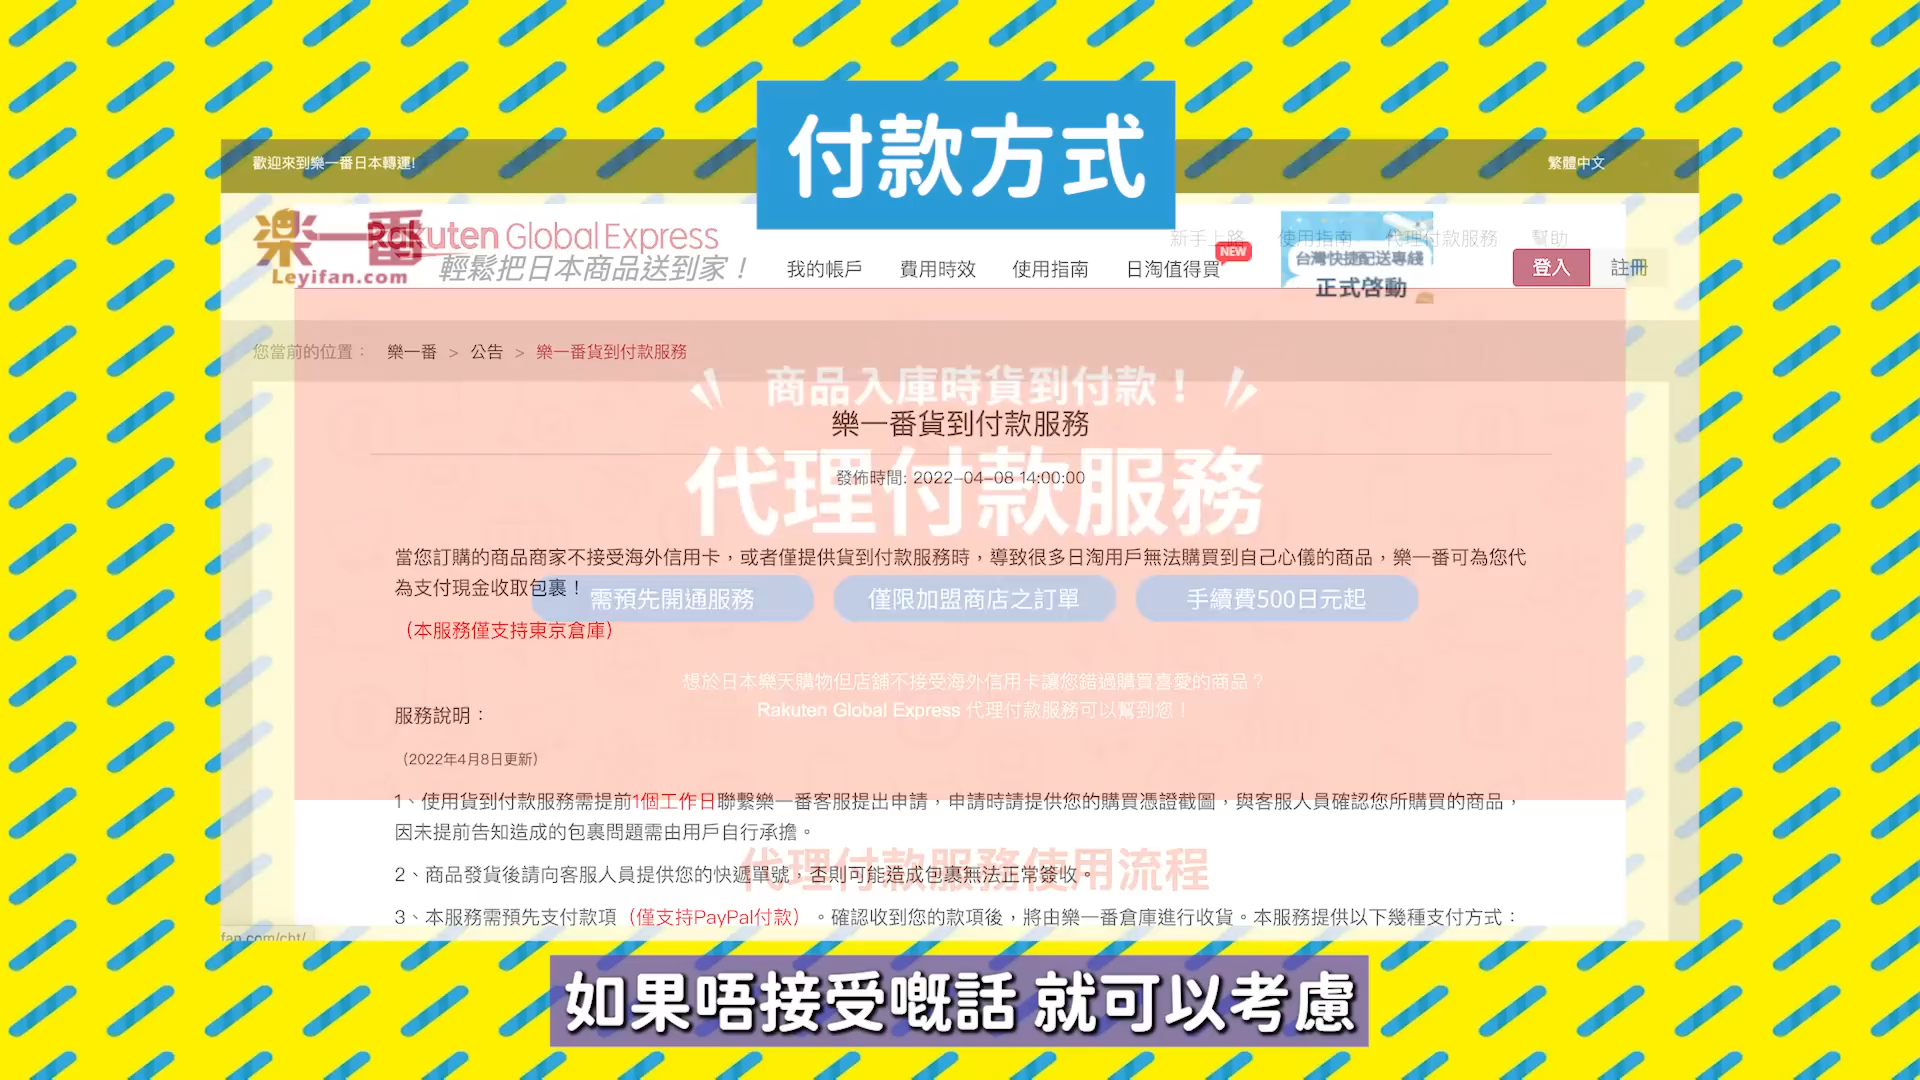 付款方式
歡迎來到樂一番日本轉運!
繁體中文
樂一番
Leyifan.com
Rakuten Global Express
輕鬆把日本商品送到家！
新手上路 使用指南 代理付款服務 幫助
我的帳戶 費用時效 使用指南 日淘值得買
NEW
台灣快捷配送專綫
正式啓動
登入 註冊
您當前的位置： 樂一番 > 公告 > 樂一番貨到付款服務
商品入庫時貨到付款！
樂一番貨到付款服務
代理付款服務
發佈時間: 2022-04-08 14:00:00
當您訂購的商品商家不接受海外信用卡，或者僅提供貨到付款服務時，導致很多日淘用戶無法購買到自己心儀的商品，樂一番可為您代
為支付現金收取包裹！
需預先開通服務 僅限加盟商店之訂單 手續費500日元起
（本服務僅支持東京倉庫）
想於日本樂天購物但店舖不接受海外信用卡讓您錯過購買喜愛的商品？
Rakuten Global Express 代理付款服務可以幫到您！
服務說明：
（2022年4月8日更新）
1、使用貨到付款服務需提前1個工作日聯繫樂一番客服提出申請，申請時請提供您的購買憑證截圖，與客服人員確認您所購買的商品，
因未提前告知造成的包裹問題需由用戶自行承擔。
代理付款服務使用流程
2、商品發貨後請向客服人員提供您的快遞單號，否則可能造成包裹無法正常簽收。
3、本服務需預先支付款項（僅支持PayPal付款）。確認收到您的款項後，將由樂一番倉庫進行收貨。本服務提供以下幾種支付方式：
fan.com/cht/
如果唔接受嘅話 就可以考慮